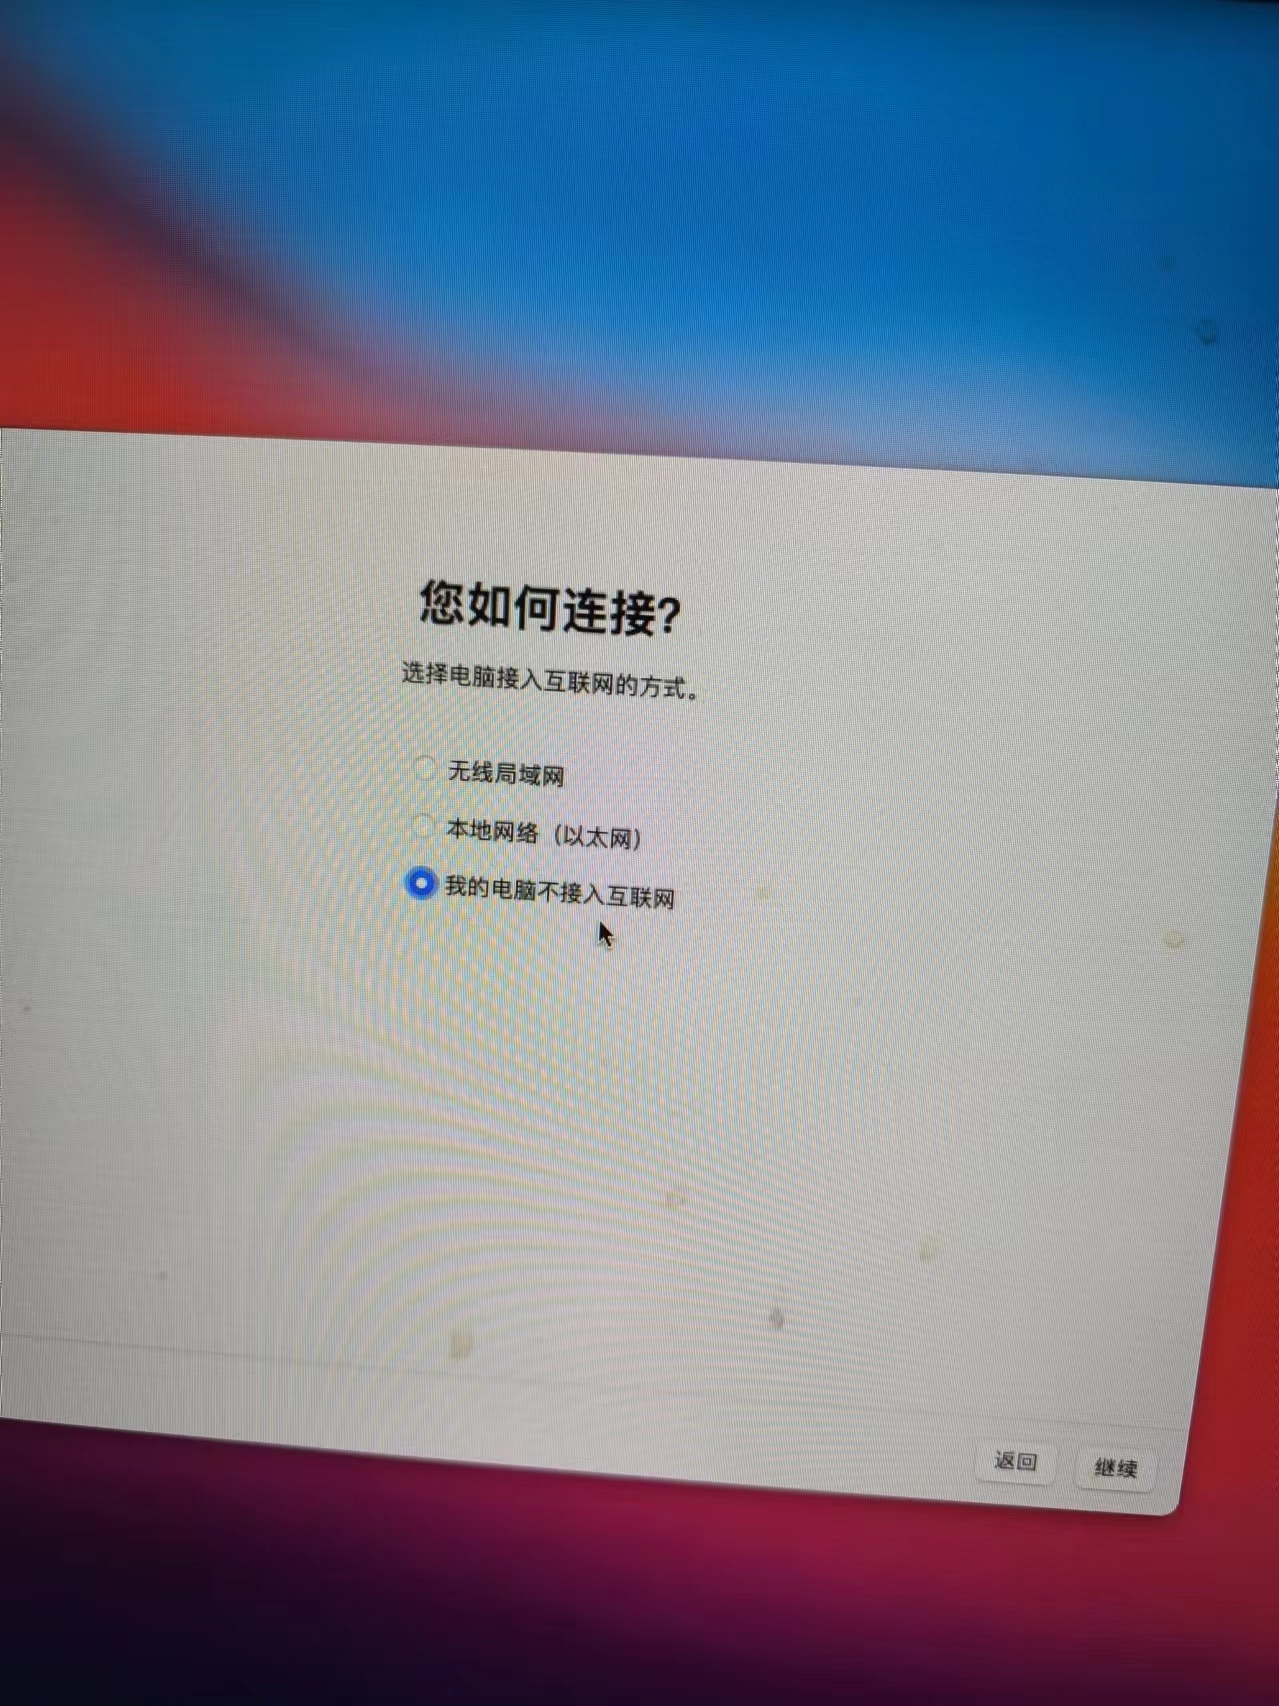 您如何连接?
选择电脑接入互联网的方式。
无线局域网
本地网络（以太网）
我的电脑不接入互联网
返回
继续